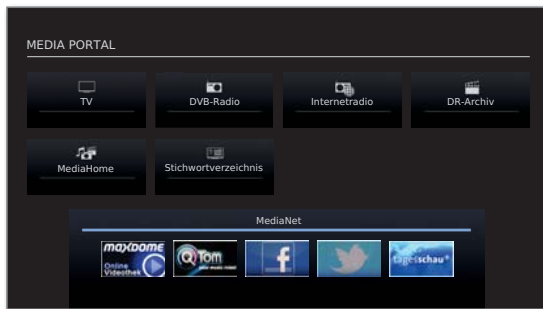 MEDIA PORTAL
TV
DVB-Radio
Internetradio
DR-Archiv
MediaHome
Stichwortverzeichnis
MediaNet
maxdome
Online
Videothek
QTom
f
tagesschau